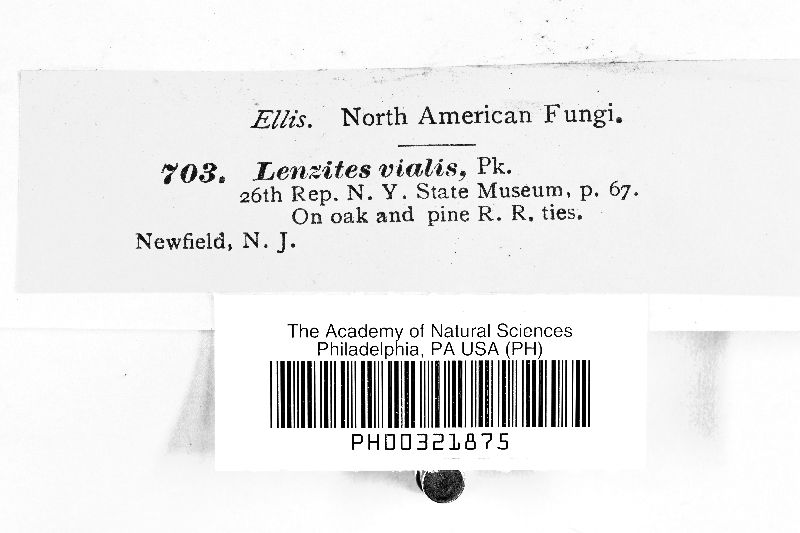 Ellis. North American Fungi.
703. Lenzites vialis, Pk.
26th Rep. N. Y. State Museum, p. 67.
On oak and pine R. R. ties.
Newfield, N. J.
The Academy of Natural Sciences
Philadelphia, PA USA (PH)
PH00321875